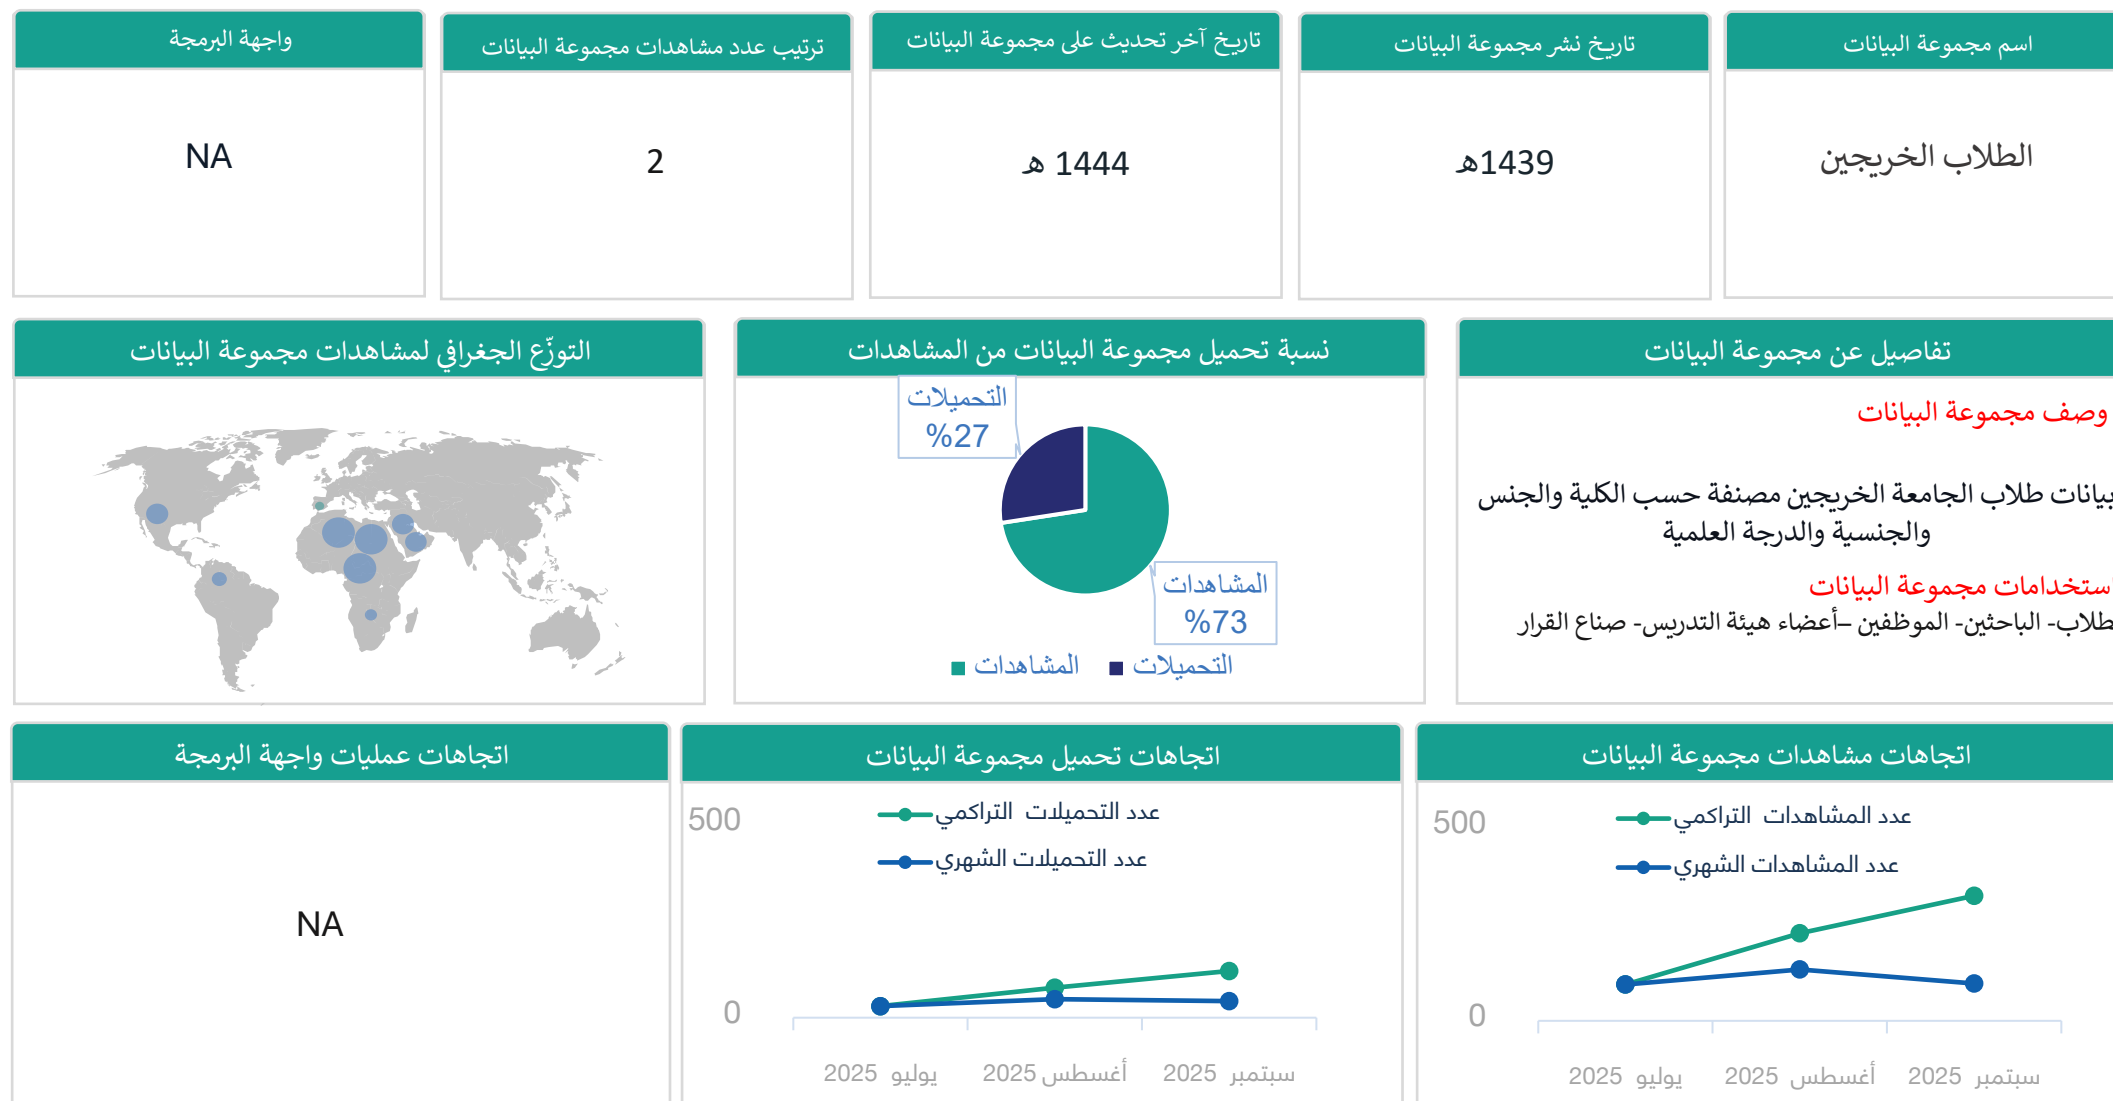 اسم مجموعة البيانات
الطلاب الخريجين
تاريخ نشر مجموعة البيانات
1439هـ
تاريخ آخر تحديث على مجموعة البيانات
1444 هـ
ترتيب عدد مشاهدات مجموعة البيانات
2
واجهة البرمجة
NA
تفاصيل عن مجموعة البيانات
وصف مجموعة البيانات
بيانات طلاب الجامعة الخريجين مصنفة حسب الكلية والجنس
والجنسية والدرجة العلمية
ستخدامات مجموعة البيانات
طلاب- الباحثين- الموظفين –أعضاء هيئة التدريس- صناع القرار
نسبة تحميل مجموعة البيانات من المشاهدات
التحميلات
%27
المشاهدات
%73
المشاهدات
التحميلات
التوزّع الجغرافي لمشاهدات مجموعة البيانات
اتجاهات مشاهدات مجموعة البيانات
عدد المشاهدات التراكمي
عدد المشاهدات الشهري
500
0
يوليو 2025
أغسطس 2025
سبتمبر 2025
اتجاهات تحميل مجموعة البيانات
عدد التحميلات التراكمي
عدد التحميلات الشهري
500
0
يوليو 2025
أغسطس 2025
سبتمبر 2025
اتجاهات عمليات واجهة البرمجة
NA